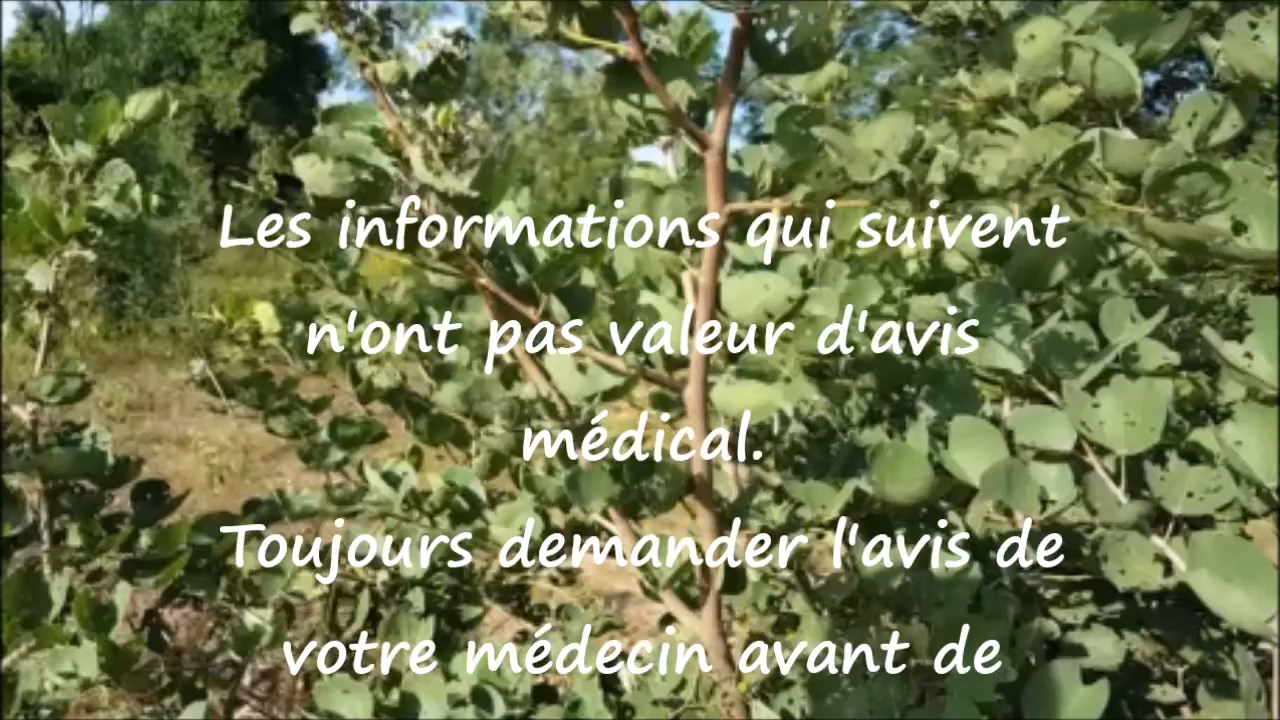 Les informations qui suivent
n'ont pas valeur d'avis
médical.
Toujours demander l'avis de
votre médecin avant de